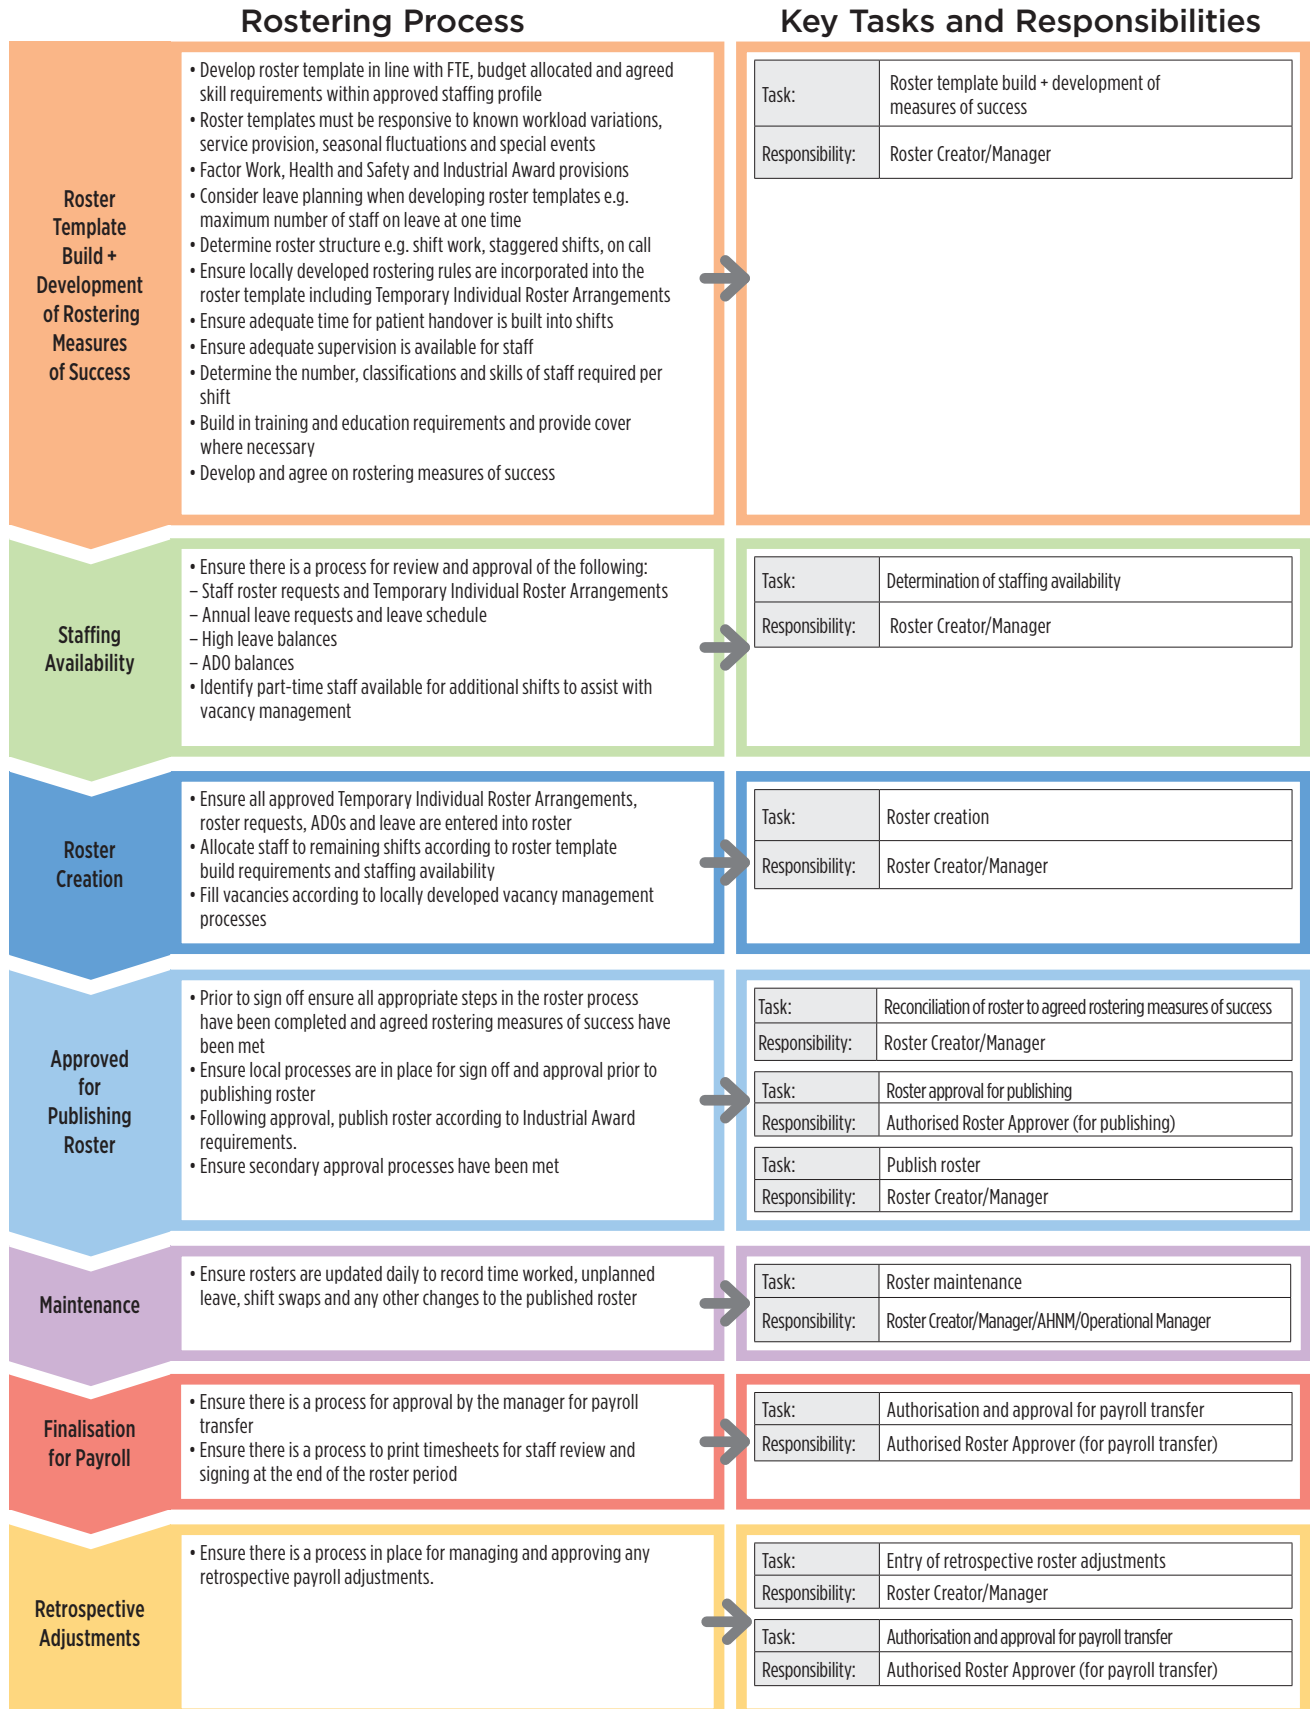 Rostering Process
Key Tasks and Responsibilities
Roster
Template
Build +
Development
of Rostering
Measures
of Success
• Develop roster template in line with FTE, budget allocated and agreed
skill requirements within approved staffing profile
• Roster templates must be responsive to known workload variations,
service provision, seasonal fluctuations and special events
• Factor Work, Health and Safety and Industrial Award provisions
• Consider leave planning when developing roster templates e.g.
maximum number of staff on leave at one time
• Determine roster structure e.g. shift work, staggered shifts, on call
• Ensure locally developed rostering rules are incorporated into the
roster template including Temporary Individual Roster Arrangements
• Ensure adequate time for patient handover is built into shifts
• Ensure adequate supervision is available for staff
• Determine the number, classifications and skills of staff required per
shift
• Build in training and education requirements and provide cover
where necessary
• Develop and agree on rostering measures of success
Task:
Roster template build + development of
measures of success
Responsibility:
Roster Creator/Manager
Staffing
Availability
• Ensure there is a process for review and approval of the following:
– Staff roster requests and Temporary Individual Roster Arrangements
– Annual leave requests and leave schedule
– High leave balances
– ADO balances
• Identify part-time staff available for additional shifts to assist with
vacancy management
Task:
Determination of staffing availability
Responsibility:
Roster Creator/Manager
Roster
Creation
• Ensure all approved Temporary Individual Roster Arrangements,
roster requests, ADOs and leave are entered into roster
• Allocate staff to remaining shifts according to roster template
build requirements and staffing availability
• Fill vacancies according to locally developed vacancy management
processes
Task:
Roster creation
Responsibility:
Roster Creator/Manager
Approved
for
Publishing
Roster
• Prior to sign off ensure all appropriate steps in the roster process
have been completed and agreed rostering measures of success have
been met
• Ensure local processes are in place for sign off and approval prior to
publishing roster
• Following approval, publish roster according to Industrial Award
requirements.
• Ensure secondary approval processes have been met
Task:
Reconciliation of roster to agreed rostering measures of success
Responsibility:
Roster Creator/Manager
Task:
Roster approval for publishing
Responsibility:
Authorised Roster Approver (for publishing)
Task:
Publish roster
Responsibility:
Roster Creator/Manager
Maintenance
• Ensure rosters are updated daily to record time worked, unplanned
leave, shift swaps and any other changes to the published roster
Task:
Roster maintenance
Responsibility:
Roster Creator/Manager/AHNM/Operational Manager
Finalisation
for Payroll
• Ensure there is a process for approval by the manager for payroll
transfer
• Ensure there is a process to print timesheets for staff review and
signing at the end of the roster period
Task:
Authorisation and approval for payroll transfer
Responsibility:
Authorised Roster Approver (for payroll transfer)
Retrospective
Adjustments
• Ensure there is a process in place for managing and approving any
retrospective payroll adjustments.
Task:
Entry of retrospective roster adjustments
Responsibility:
Roster Creator/Manager
Task:
Authorisation and approval for payroll transfer
Responsibility:
Authorised Roster Approver (for payroll transfer)